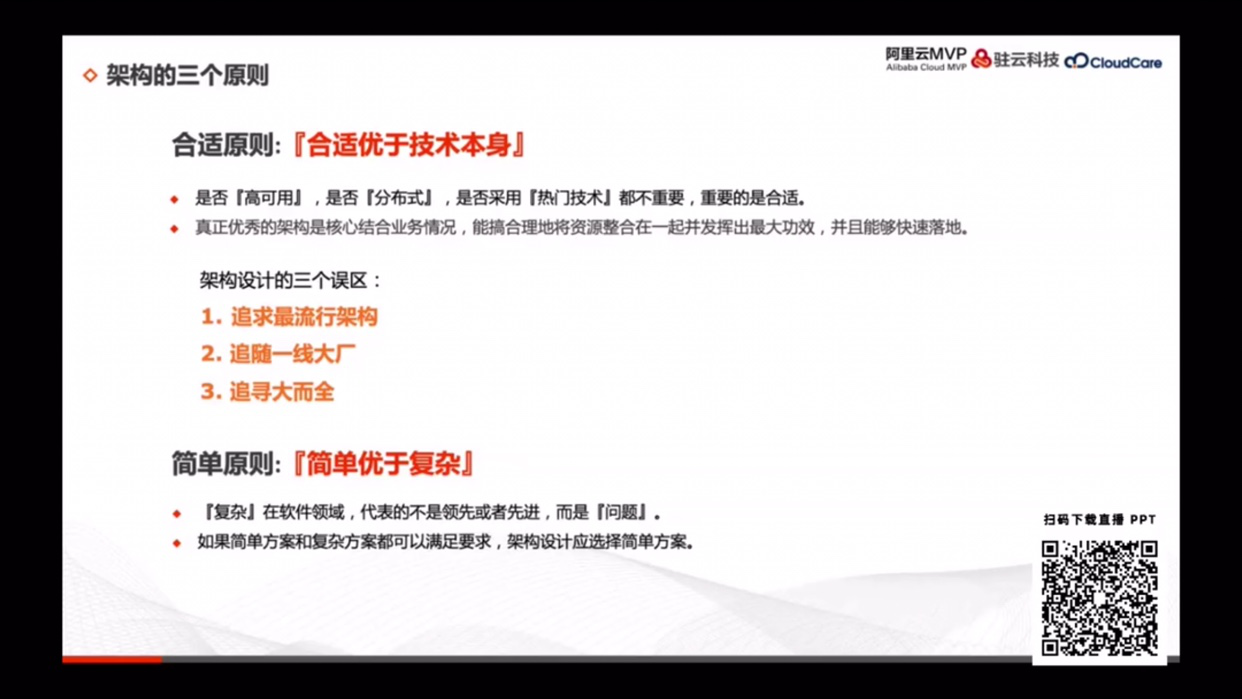 架构的三个原则
阿里云MVP
Alibaba Cloud MVP
驻云科技
CloudCare
合适原则:『合适优于技术本身』
是否『高可用』，是否『分布式』，是否采用『热门技术』都不重要，重要的是合适。
真正优秀的架构是核心结合业务情况，能搞合理地将资源整合在一起并发挥出最大功效，并且能够快速落地。
架构设计的三个误区：
1. 追求最流行架构
2. 追随一线大厂
3. 追寻大而全
简单原则:『简单优于复杂』
『复杂』在软件领域，代表的不是领先或者先进，而是『问题』。
如果简单方案和复杂方案都可以满足要求，架构设计应选择简单方案。
扫码下载直播 PPT